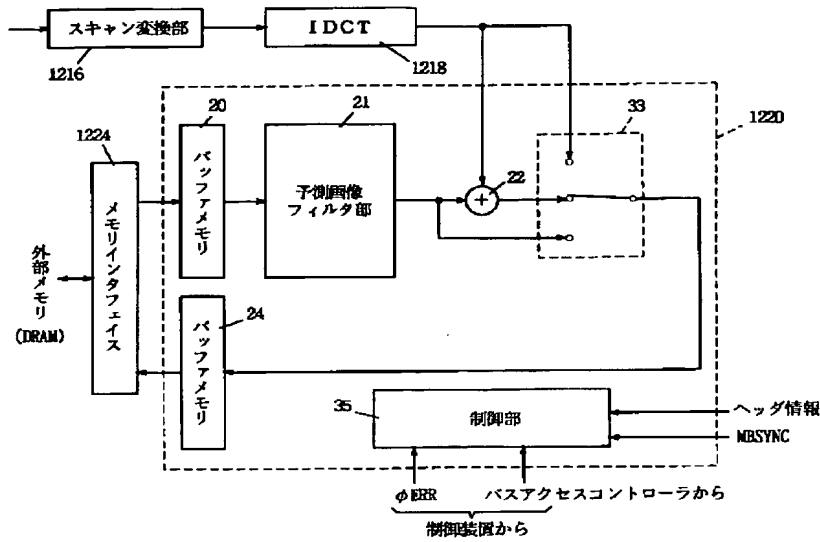 スキャン変換部
IDCT
1216
1218
20
21
33
1220
1224
バッファメモリ
予測画像
フィルタ部
22
メモリインタフェイス
外部メモリ
(DRAM)
24
バッファメモリ
35
制御部
ヘッダ情報
MBSYNC
φERR
バスアクセスコントローラから
制御装置から